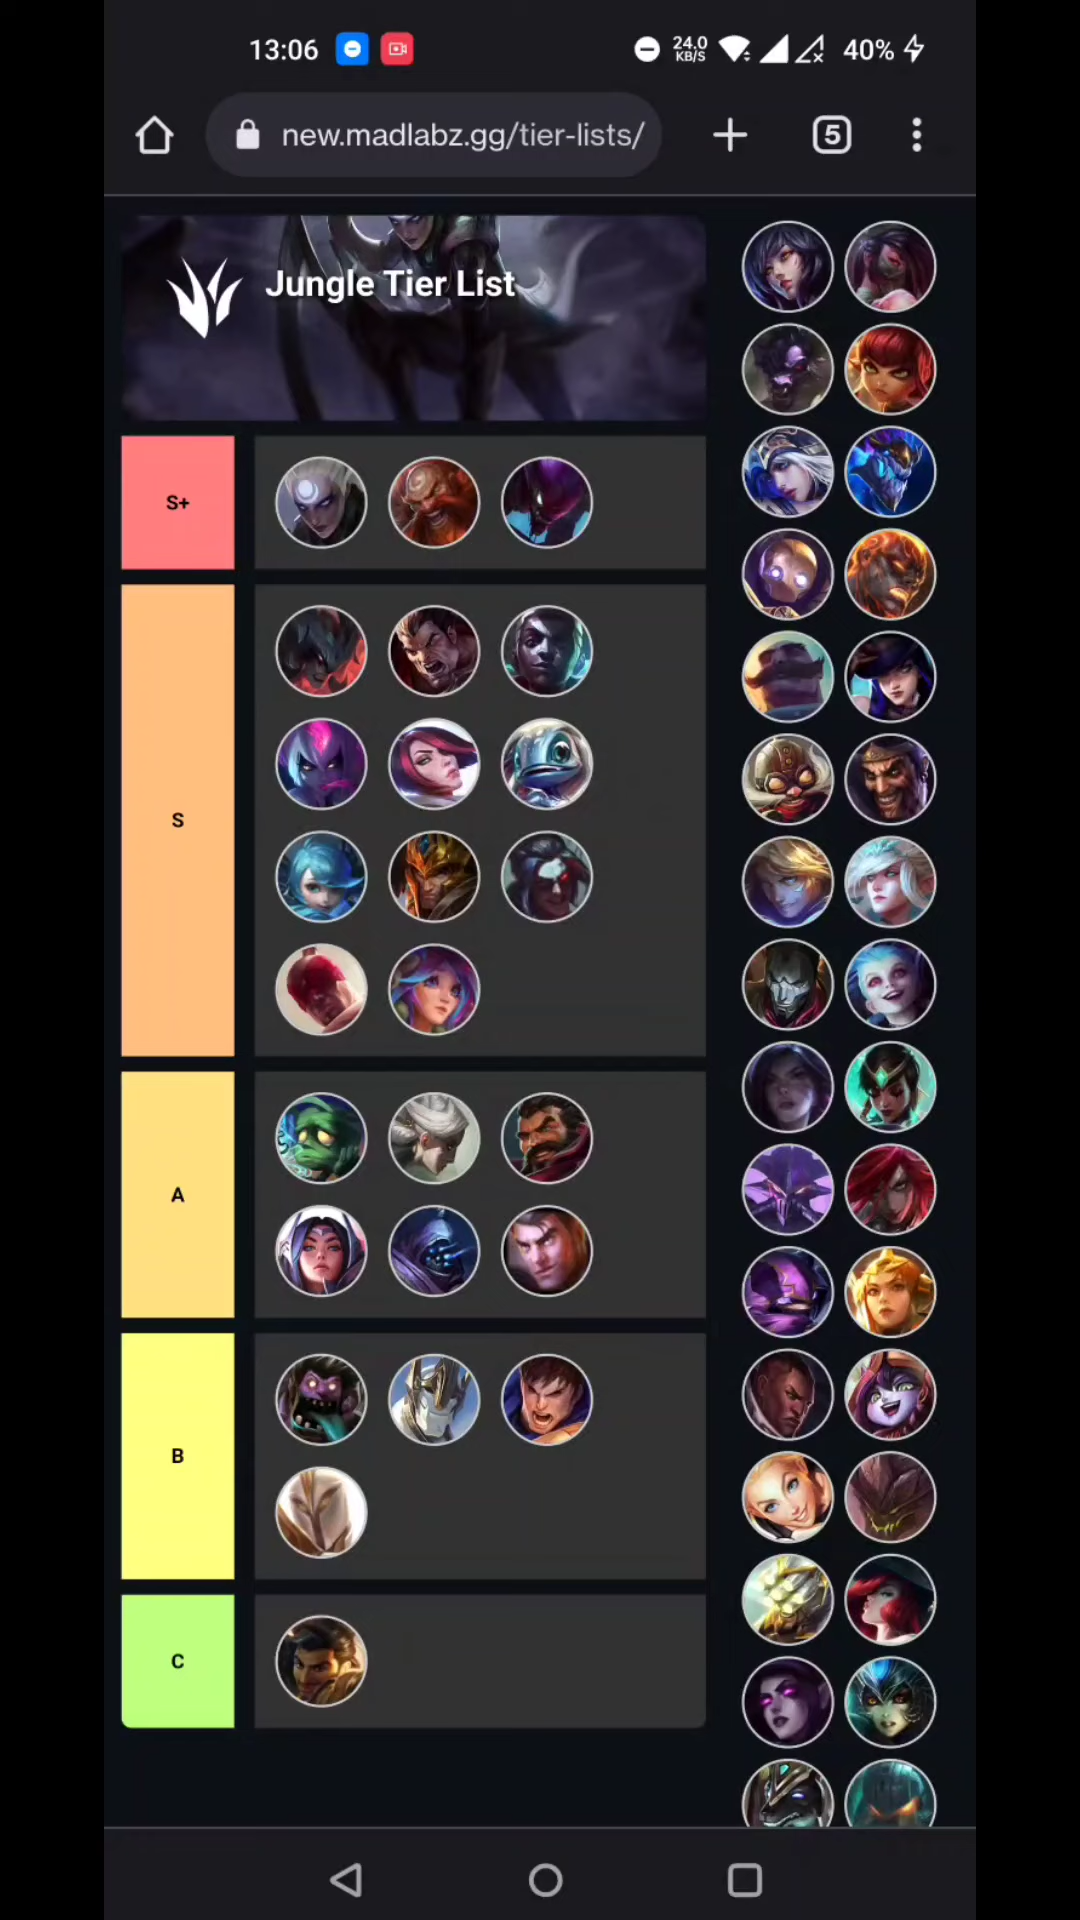 13:06
24.0
KB/S
40%
new.madlabz.gg/tier-lists/
5
Jungle Tier List
S+
S
A
B
C